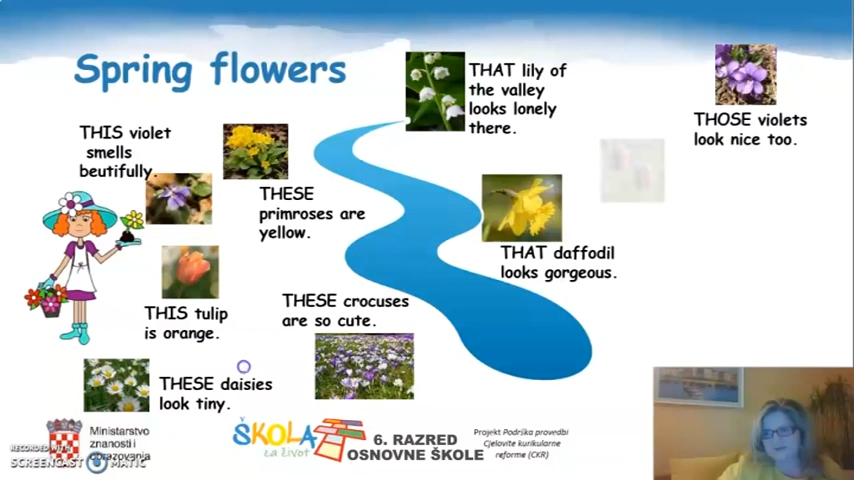 Spring flowers
THAT lily of
the valley
looks lonely
there.
THOSE violets
look nice too.
THIS violet
smells
beutifully.
THESE
primroses are
yellow.
THAT daffodil
looks gorgeous.
THIS tulip
is orange.
THESE crocuses
are so cute.
THESE daisies
look tiny.
Ministarstvo
znanosti i
obrazovanja
ŠKOLA
za život
6. RAZRED
OSNOVNE ŠKOLE
Projekt Podrška provedbi
Cjelovite kurikularne
reforme (CKR)
RECORDED WITH
SCREENCAST MATIC